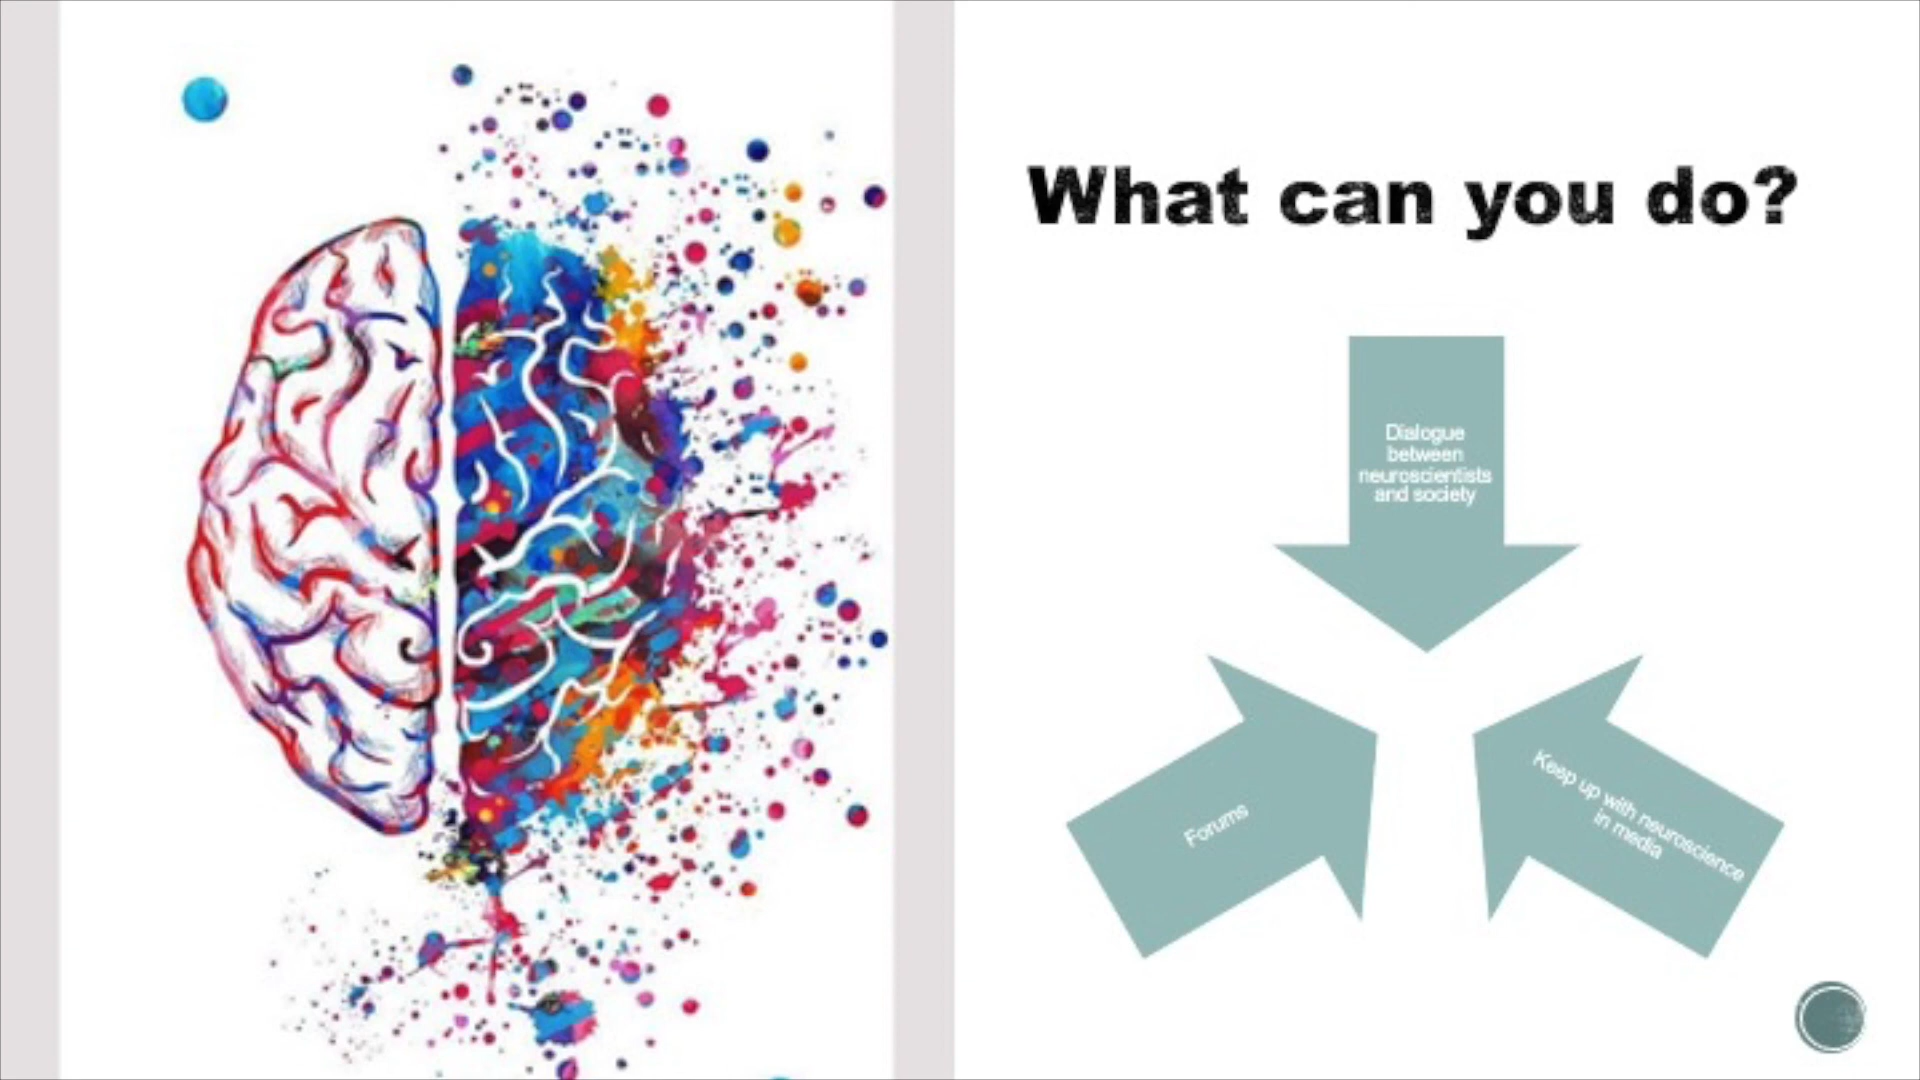 What can you do?
Dialogue
between
neuroscientists
and society
Forums
Keep up with neuroscience
in media